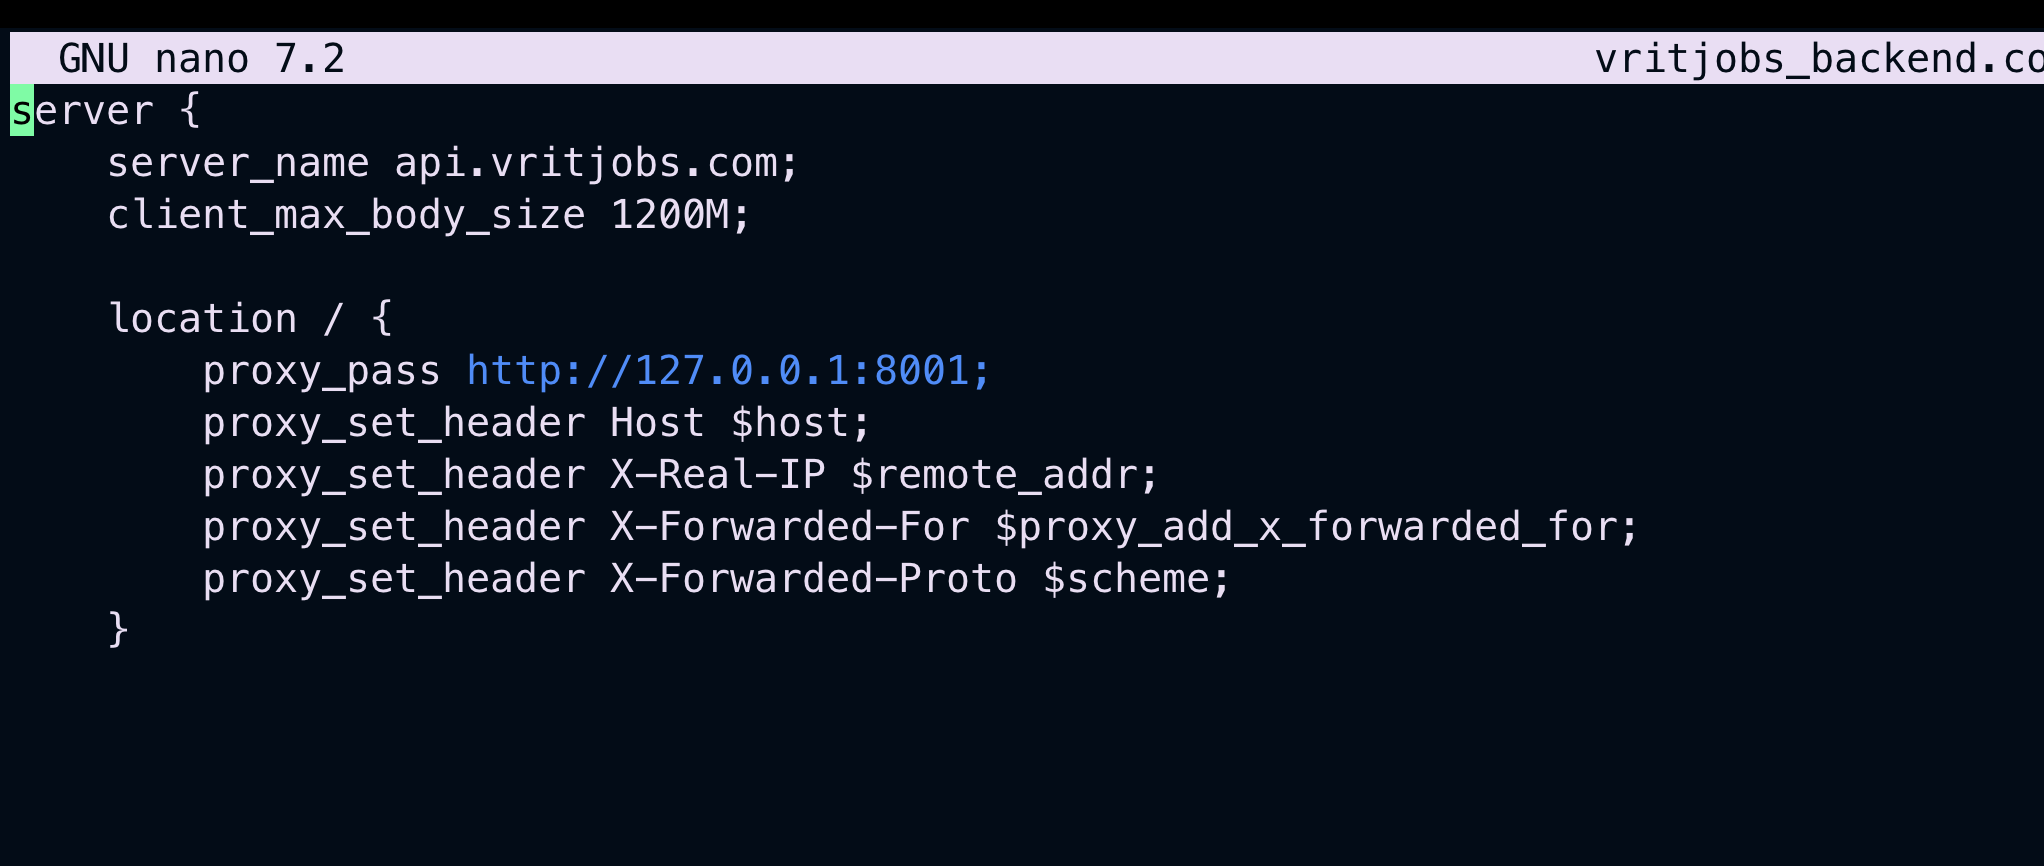 GNU nano 7.2 vritjobs_backend.co
server {
    server_name api.vritjobs.com;
    client_max_body_size 1200M;

    location / {
        proxy_pass http://127.0.0.1:8001;
        proxy_set_header Host $host;
        proxy_set_header X-Real-IP $remote_addr;
        proxy_set_header X-Forwarded-For $proxy_add_x_forwarded_for;
        proxy_set_header X-Forwarded-Proto $scheme;
    }